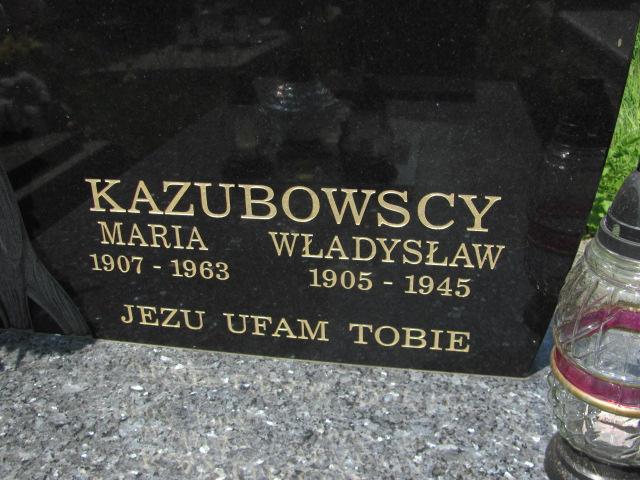 KAZUBOWSCY
MARIA WŁADYSŁAW
1907 - 1963 1905 - 1945
JEZU UFAM TOBIE